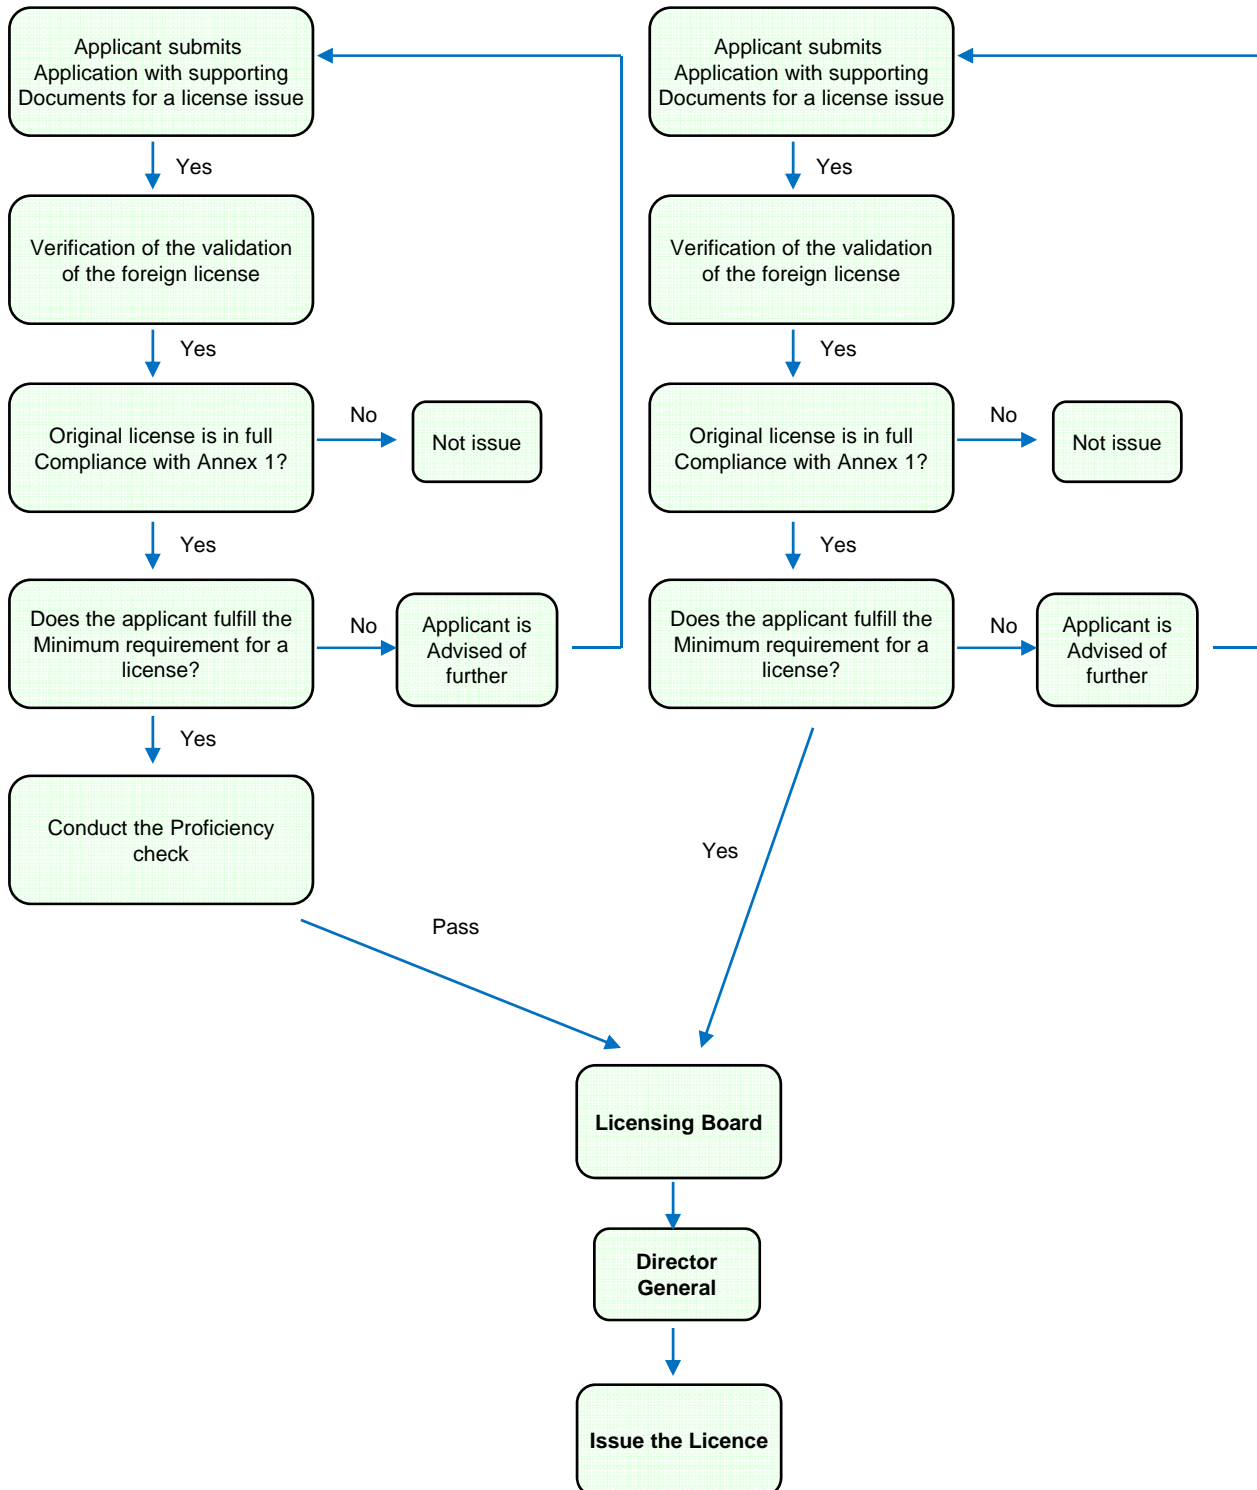 Applicant submits
Application with supporting
Documents for a license issue
Yes
Verification of the validation
of the foreign license
Yes
Original license is in full
Compliance with Annex 1?
No
Not issue
Yes
Does the applicant fulfill the
Minimum requirement for a
license?
No
Applicant is
Advised of
further
Yes
Conduct the Proficiency
check
Pass
Applicant submits
Application with supporting
Documents for a license issue
Yes
Verification of the validation
of the foreign license
Yes
Original license is in full
Compliance with Annex 1?
No
Not issue
Yes
Does the applicant fulfill the
Minimum requirement for a
license?
No
Applicant is
Advised of
further
Yes
Licensing Board
Director
General
Issue the Licence